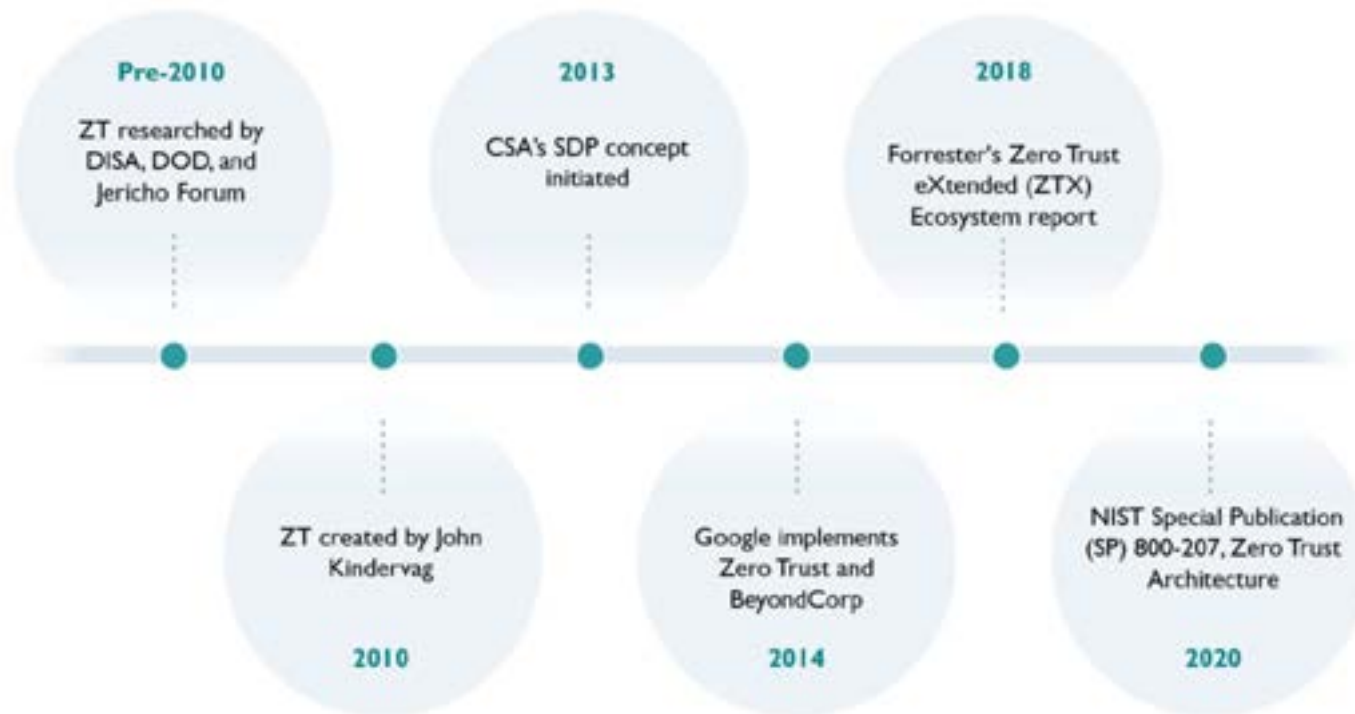 Pre-2010
ZT researched by
DISA, DOD, and
Jericho Forum
2013
CSA's SDP concept
initiated
2018
Forrester's Zero Trust
eXtended (ZTX)
Ecosystem report
ZT created by John
Kindervag
2010
Google implements
Zero Trust and
BeyondCorp
2014
NIST Special Publication
(SP) 800-207, Zero Trust
Architecture
2020